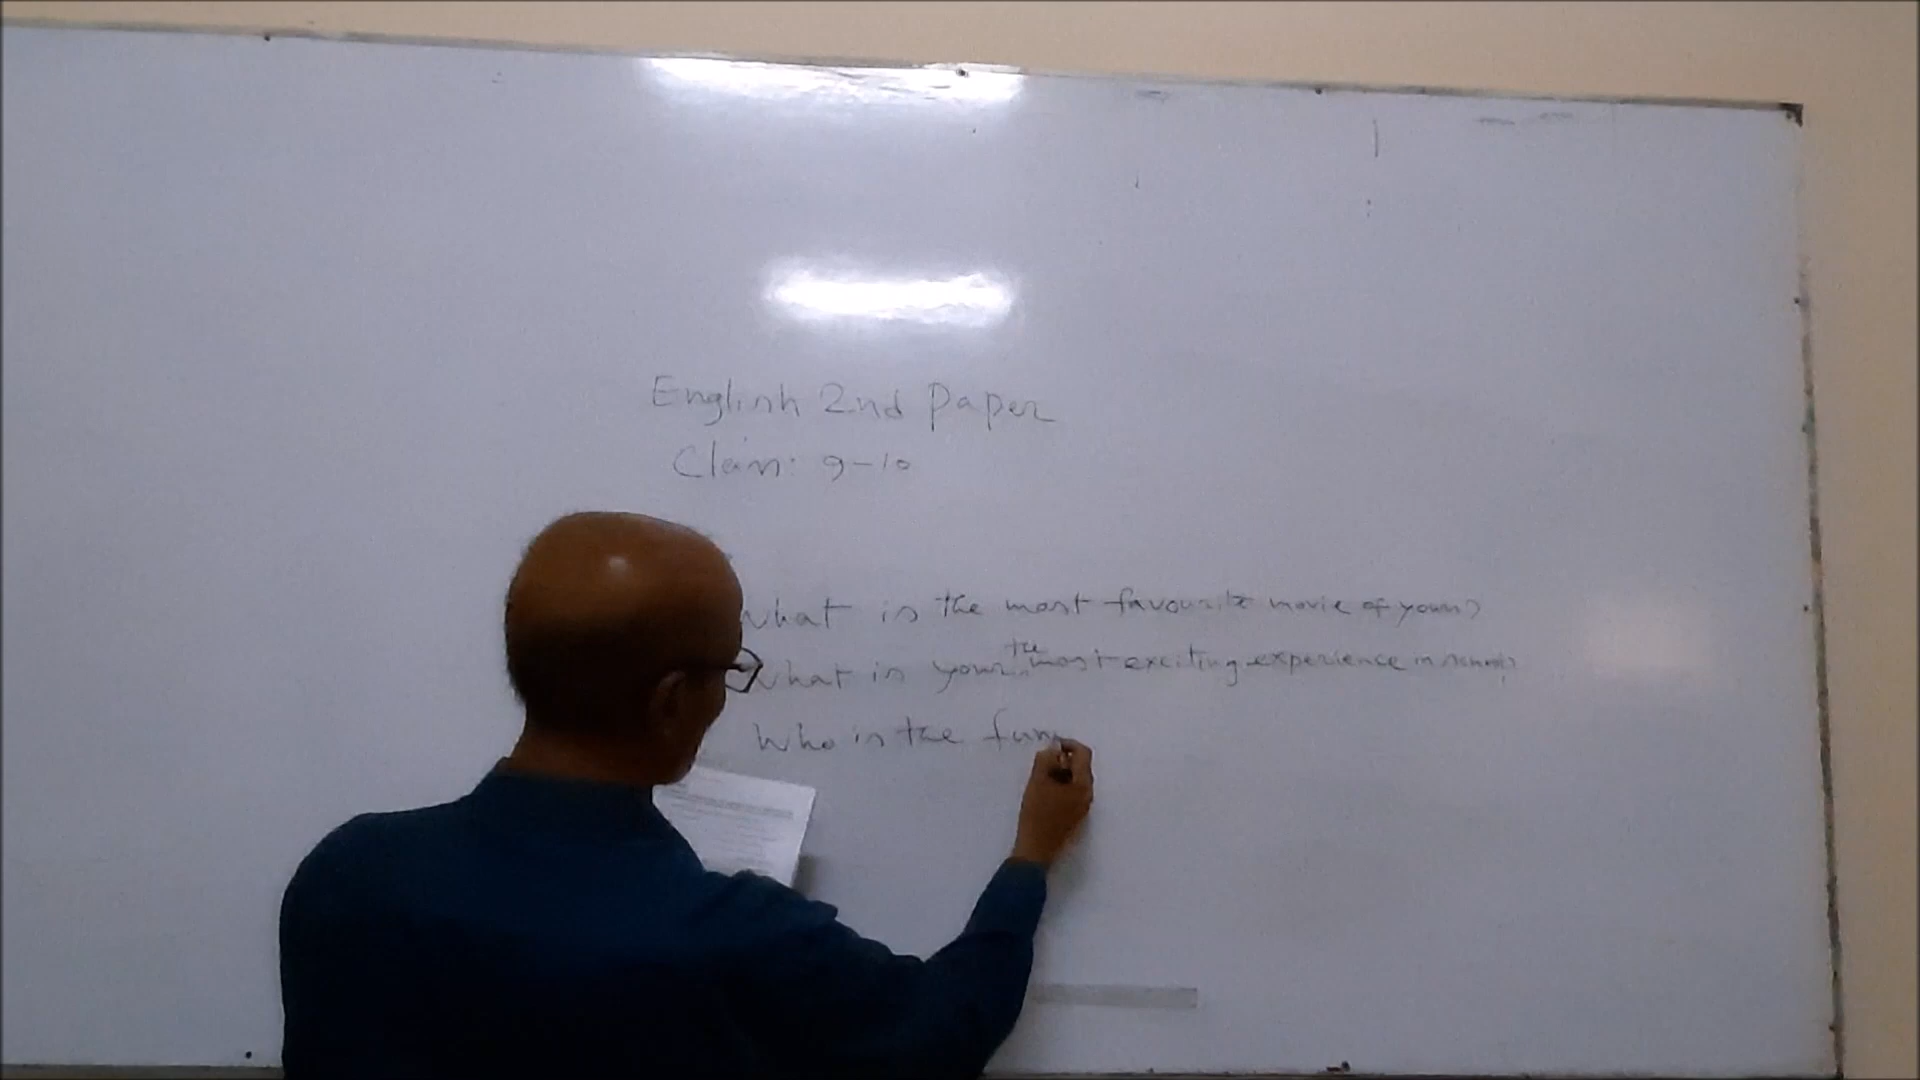 English 2nd Paper
Class: 9-10
What is the most favourite movie of yours?
What is your the most exciting experience in school?
Who is the fun